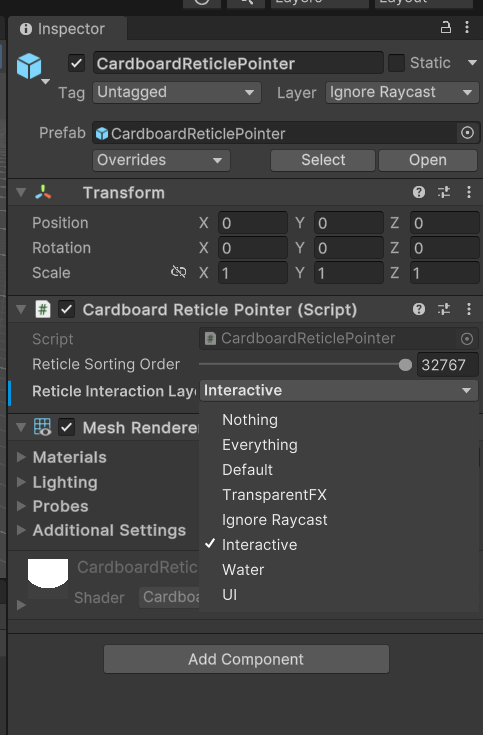 Layers Layout
Inspector
CardboardReticlePointer Static
Tag Untagged Layer Ignore Raycast
Prefab CardboardReticlePointer
Overrides Select Open
Transform
Position X 0 Y 0 Z 0
Rotation X 0 Y 0 Z 0
Scale X 1 Y 1 Z 1
# Cardboard Reticle Pointer (Script)
Script # CardboardReticlePointer
Reticle Sorting Order 32767
Reticle Interaction Lay Interactive
Mesh Rendere
Nothing
Everything
Materials
Default
Lighting
TransparentFX
Probes
Ignore Raycast
Additional Settings
Interactive
CardboardRetic
Water
Shader Cardboa
UI
Add Component